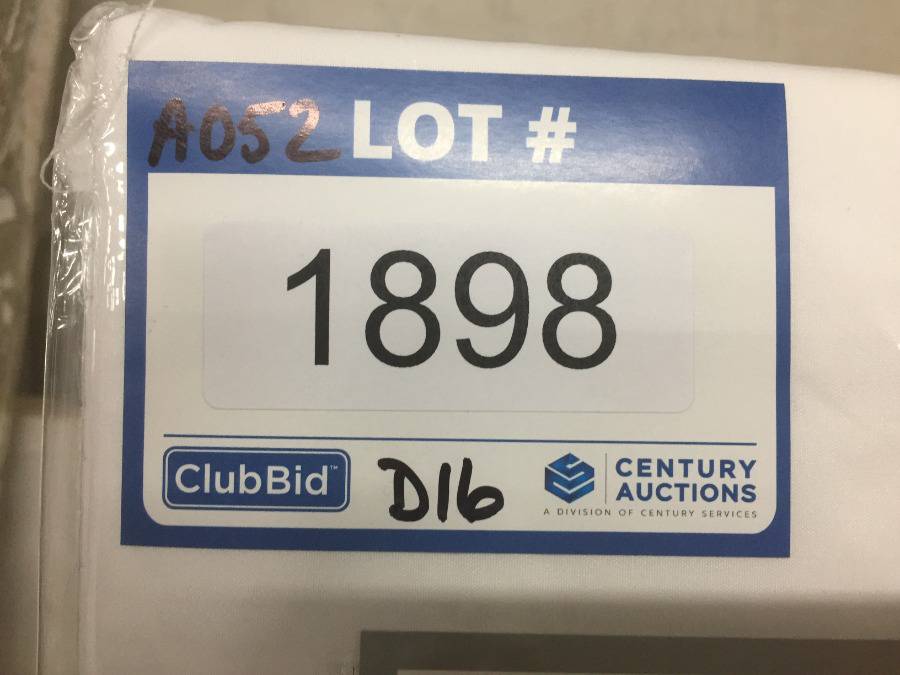 A052 LOT #
1898
ClubBid™ D16 CENTURY
AUCTIONS
A DIVISION OF CENTURY SERVICES